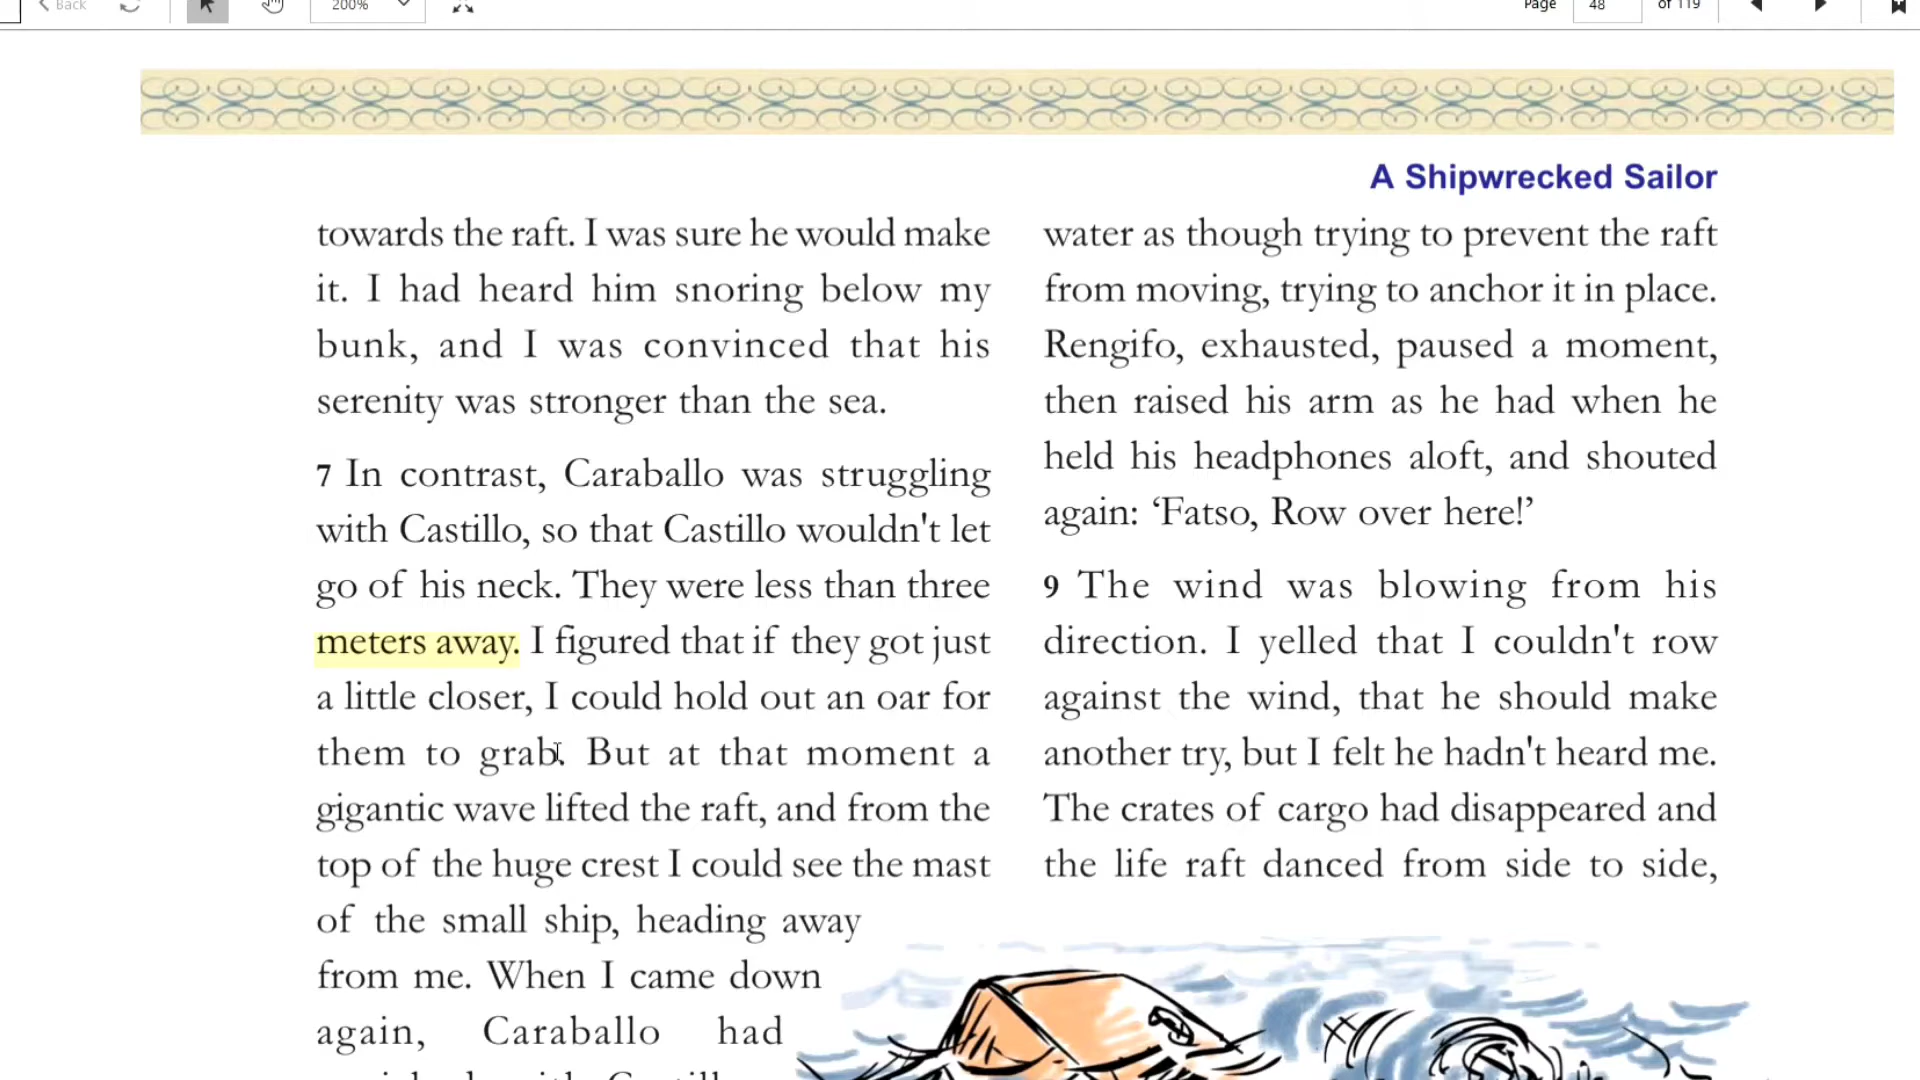 Back
200%
Page 48 of 119
A Shipwrecked Sailor
towards the raft. I was sure he would make
it. I had heard him snoring below my
bunk, and I was convinced that his
serenity was stronger than the sea.
7 In contrast, Caraballo was struggling
with Castillo, so that Castillo wouldn't let
go of his neck. They were less than three
meters away. I figured that if they got just
a little closer, I could hold out an oar for
them to grab. But at that moment a
gigantic wave lifted the raft, and from the
top of the huge crest I could see the mast
of the small ship, heading away
from me. When I came down
again, Caraballo had
water as though trying to prevent the raft
from moving, trying to anchor it in place.
Rengifo, exhausted, paused a moment,
then raised his arm as he had when he
held his headphones aloft, and shouted
again: ‘Fatso, Row over here!’
9 The wind was blowing from his
direction. I yelled that I couldn't row
against the wind, that he should make
another try, but I felt he hadn't heard me.
The crates of cargo had disappeared and
the life raft danced from side to side,